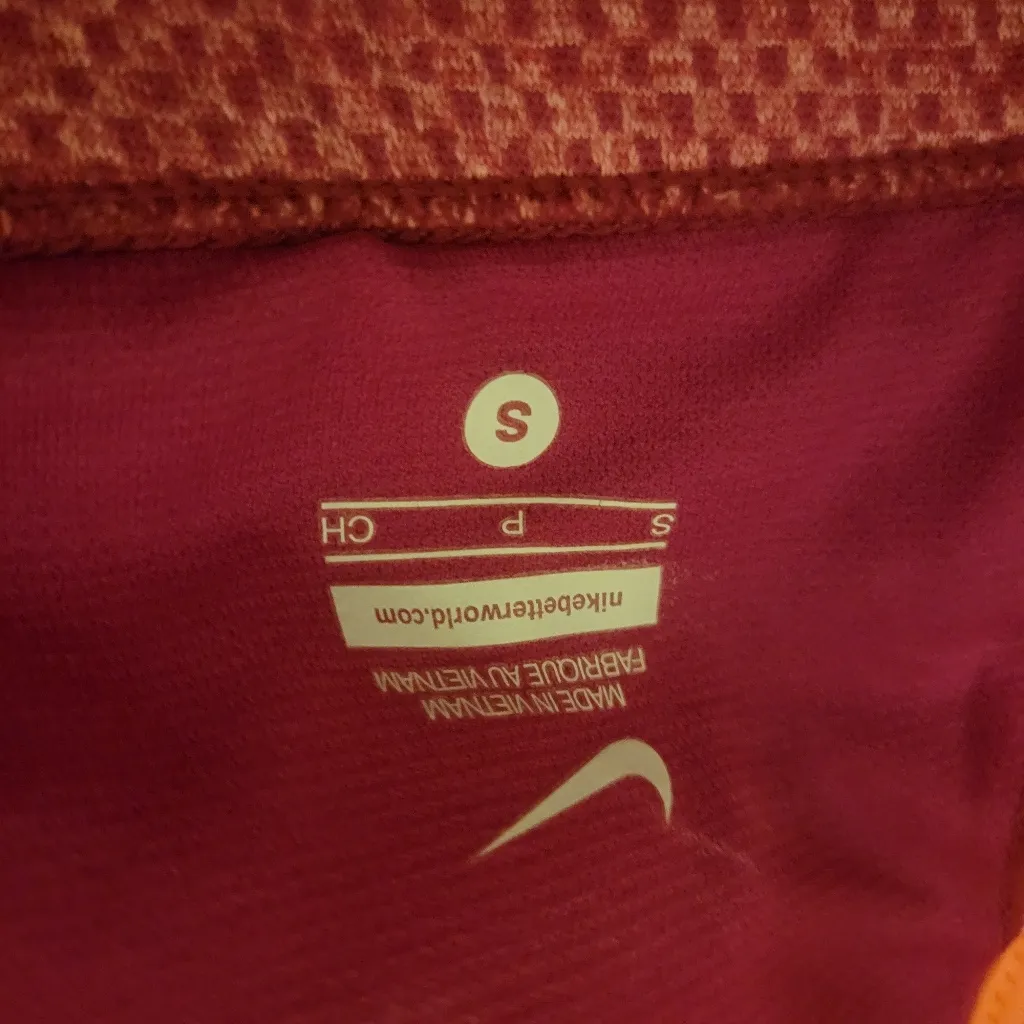 MADE IN VIETNAM
FABRIQUE AU VIETNAM
nikebetterworld.com
S P CH
S